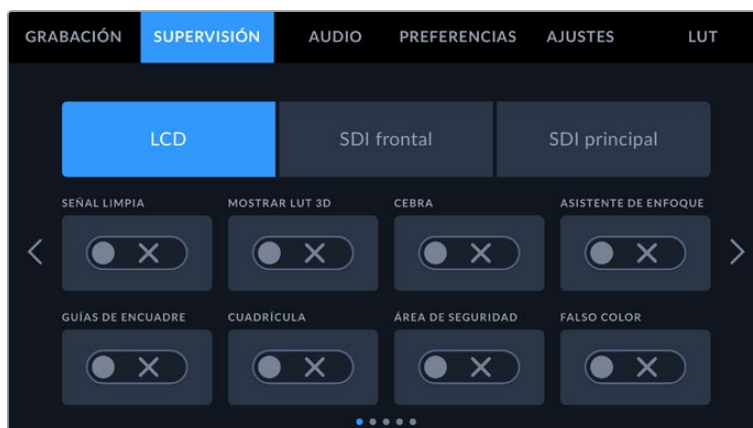 GRABACIÓN SUPERVISIÓN AUDIO PREFERENCIAS AJUSTES LUT
LCD SDI frontal SDI principal
SEÑAL LIMPIA MOSTRAR LUT 3D CEBRA ASISTENTE DE ENFOQUE
GUÍAS DE ENCUADRE CUADRÍCULA ÁREA DE SEGURIDAD FALSO COLOR